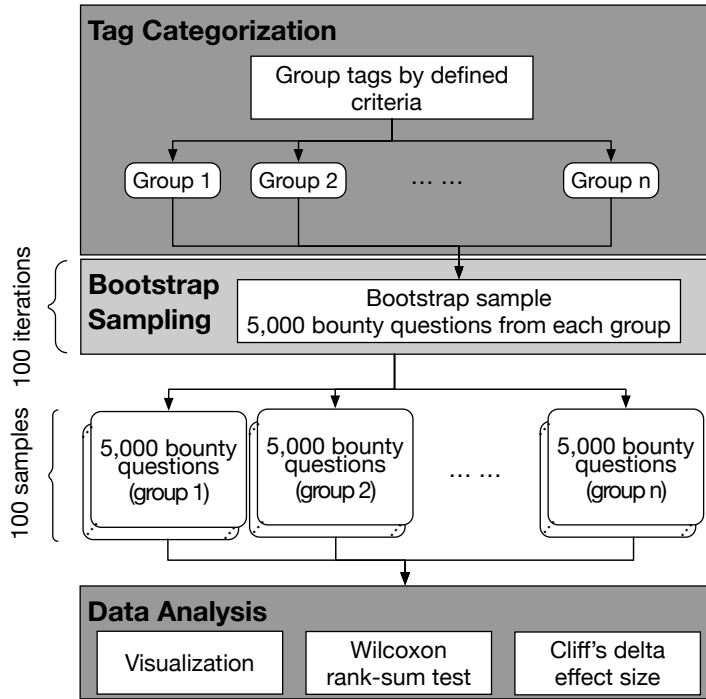 Tag Categorization
Group tags by defined
criteria
Group 1
Group 2
... ...
Group n
100 iterations
Bootstrap
Sampling
Bootstrap sample
5,000 bounty questions from each group
100 samples
5,000 bounty
questions
(group 1)
5,000 bounty
questions
(group 2)
... ...
5,000 bounty
questions
(group n)
Data Analysis
Visualization
Wilcoxon
rank-sum test
Cliff's delta
effect size